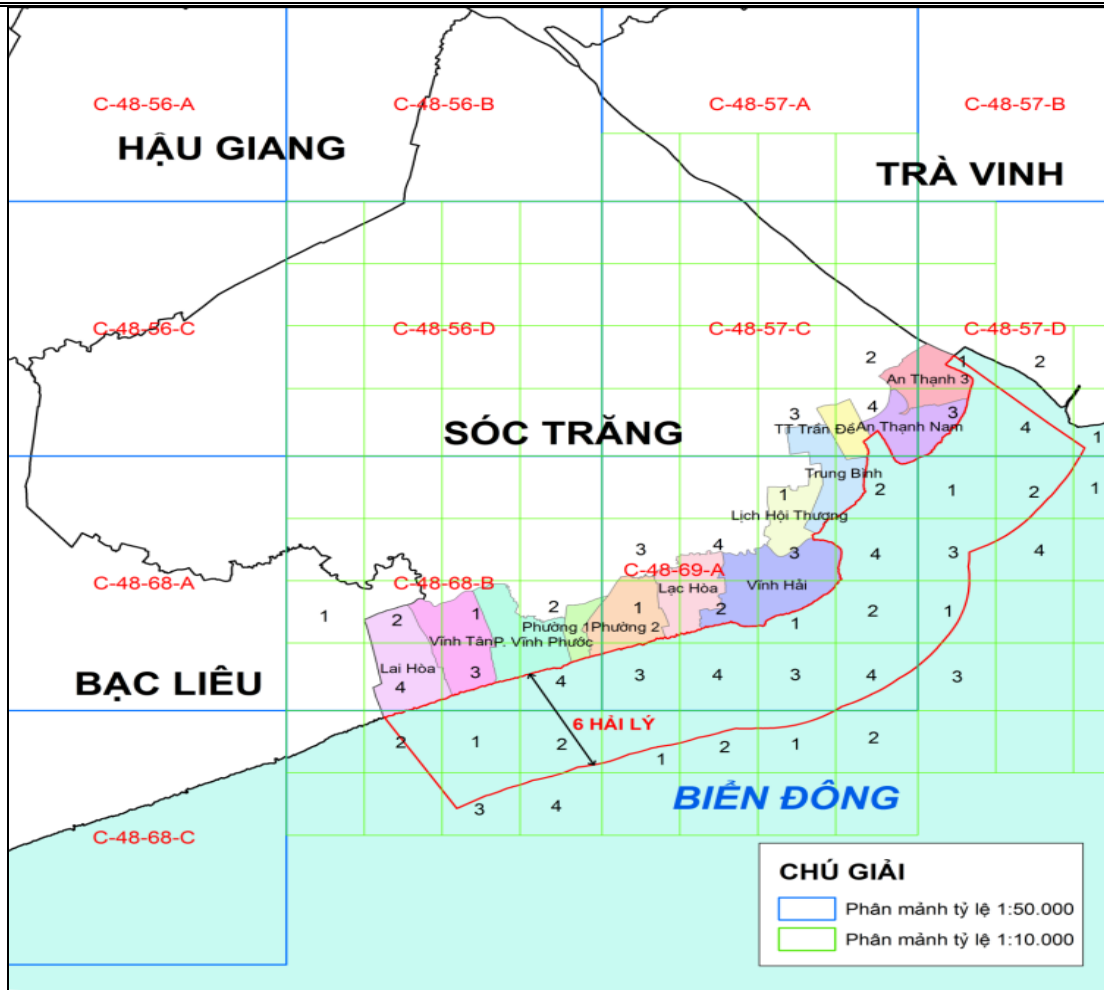 C-48-56-A
C-48-56-B
C-48-57-A
C-48-57-B
HẬU GIANG
TRÀ VINH
C-48-56-C
C-48-56-D
C-48-57-C
C-48-57-D
2
1
2
An Thạnh 3
3
4
3
4
TT Trần Đề
An Thạnh Nam
SÓC TRĂNG
1
Trung Bình
1
2
1
2
1
Lịch Hội Thượng
3
4
3
4
3
4
C-48-68-A
C-48-68-B
C-48-69-A
Lạc Hòa
Vĩnh Hải
1
2
1
2
1
2
1
2
1
Vĩnh Tân
P. Vĩnh Phước
Phường 1
Phường 2
Lai Hòa
BẠC LIÊU
4
3
4
3
4
3
4
3
6 HẢI LÝ
2
1
2
1
2
1
2
BIỂN ĐÔNG
3
4
C-48-68-C
CHÚ GIẢI
Phân mảnh tỷ lệ 1:50.000
Phân mảnh tỷ lệ 1:10.000